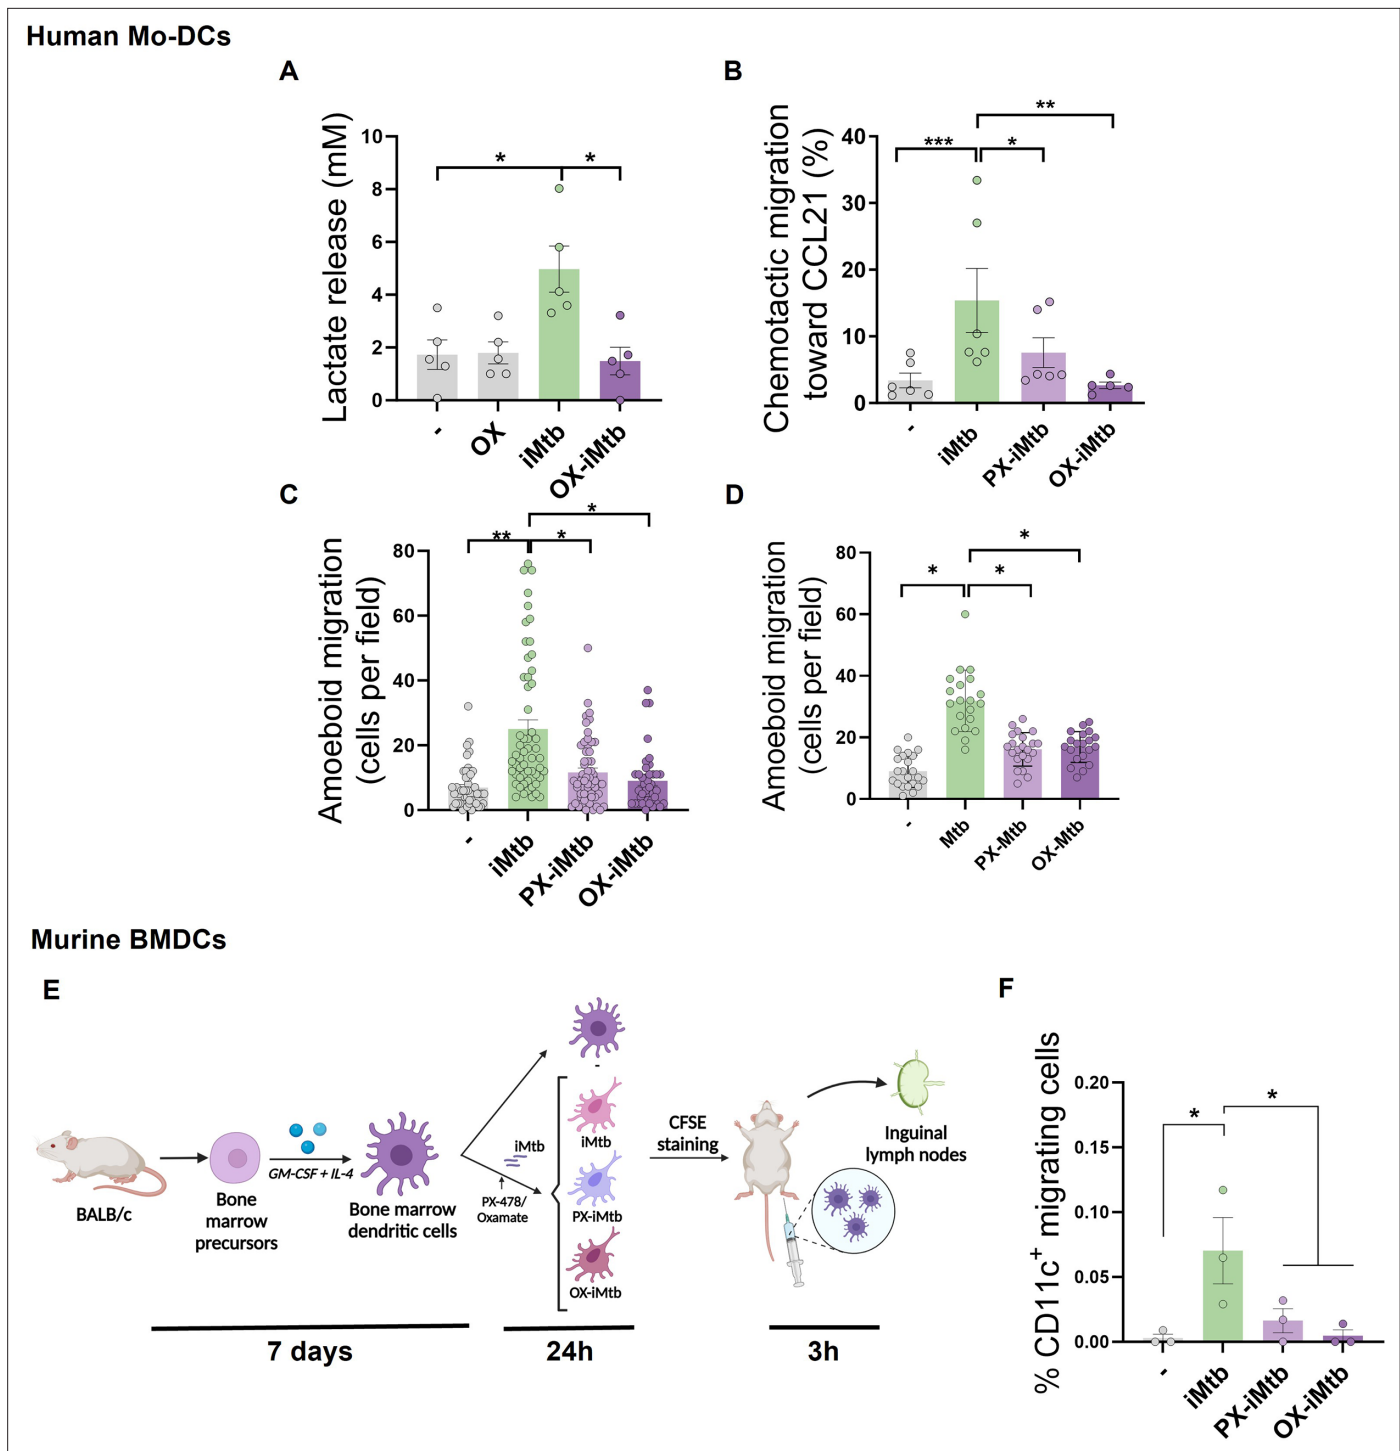 Human Mo-DCs
A
Lactate release (mM)
10
8
6
4
2
0
*
*
-
OX
iMtb
OX-iMtb
B
Chemotactic migration
toward CCL21 (%)
40
30
20
10
0
***
*
**
-
iMtb
PX-iMtb
OX-iMtb
C
Amoeboid migration
(cells per field)
80
60
40
20
0
**
*
*
-
iMtb
PX-iMtb
OX-iMtb
D
Amoeboid migration
(cells per field)
80
60
40
20
0
*
*
*
-
Mtb
PX-Mtb
OX-Mtb
Murine BMDCs
E
BALB/c
Bone
marrow
precursors
GM-CSF + IL-4
Bone marrow
dendritic cells
iMtb
PX-478/
Oxamate
-
iMtb
PX-iMtb
OX-iMtb
CFSE
staining
Inguinal
lymph nodes
7 days
24h
3h
F
% CD11c+ migrating cells
0.20
0.15
0.10
0.05
0.00
*
*
-
iMtb
PX-iMtb
OX-iMtb